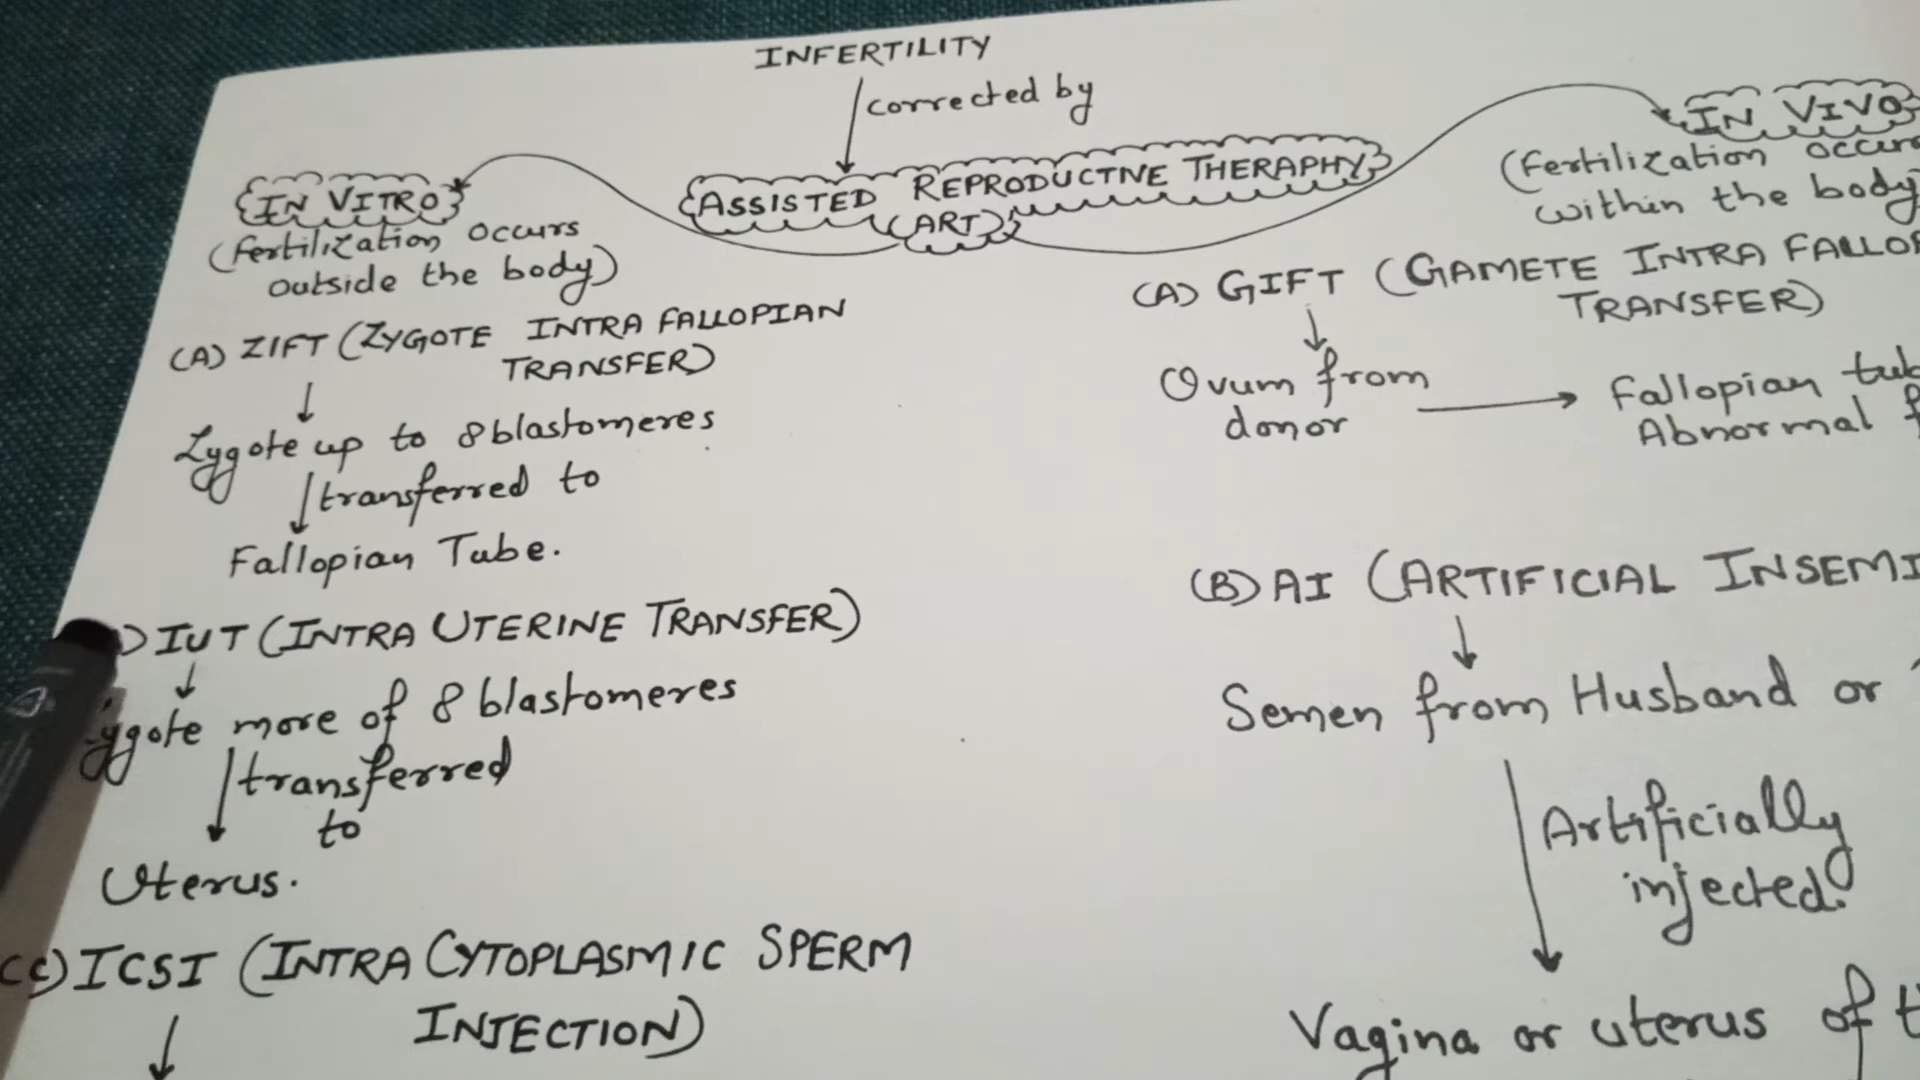 INFERTILITY
corrected by
ASSISTED REPRODUCTIVE THERAPHY
(ART)
IN VITRO
(fertilization occurs
outside the body)
(A) ZIFT (ZYGOTE INTRA FALLOPIAN
TRANSFER)
Zygote up to 8 blastomeres
transferred to
Fallopian Tube.
) IUT (INTRA UTERINE TRANSFER)
more of 8 blastomeres
transferred
to
Uterus.
(C) ICSI (INTRA CYTOPLASMIC SPERM
INJECTION)
IN VIVO
(Fertilization occurs
within the body
(A) GIFT (GAMETE INTRA
TRANSFER)
Ovum from
donor
Fallopian
Abnormal
(B) AI (ARTIFICIAL
Semen from Husband or
Artificially
injected.
Vagina or uterus of